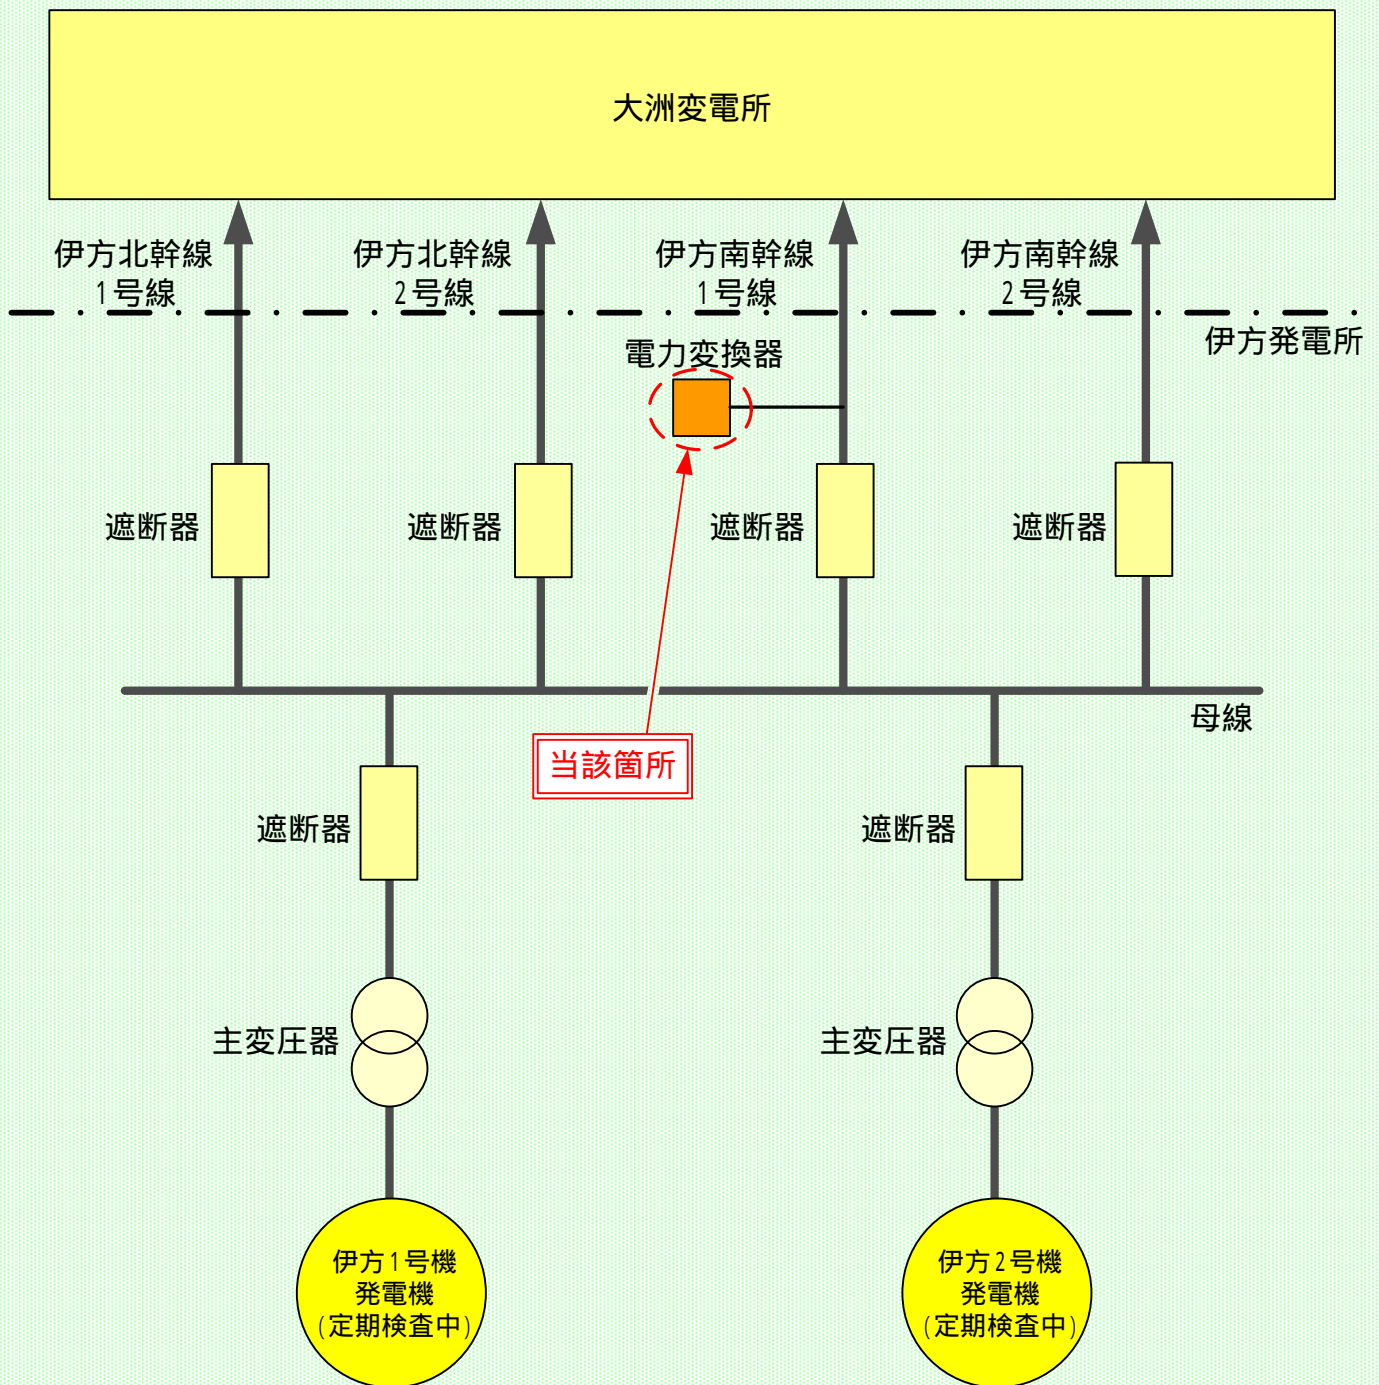 大洲変電所
伊方北幹線
1号線
伊方北幹線
2号線
伊方南幹線
1号線
伊方南幹線
2号線
伊方発電所
電力変換器
遮断器
遮断器
遮断器
遮断器
母線
当該箇所
遮断器
遮断器
主変圧器
主変圧器
伊方1号機
発電機
(定期検査中)
伊方2号機
発電機
(定期検査中)